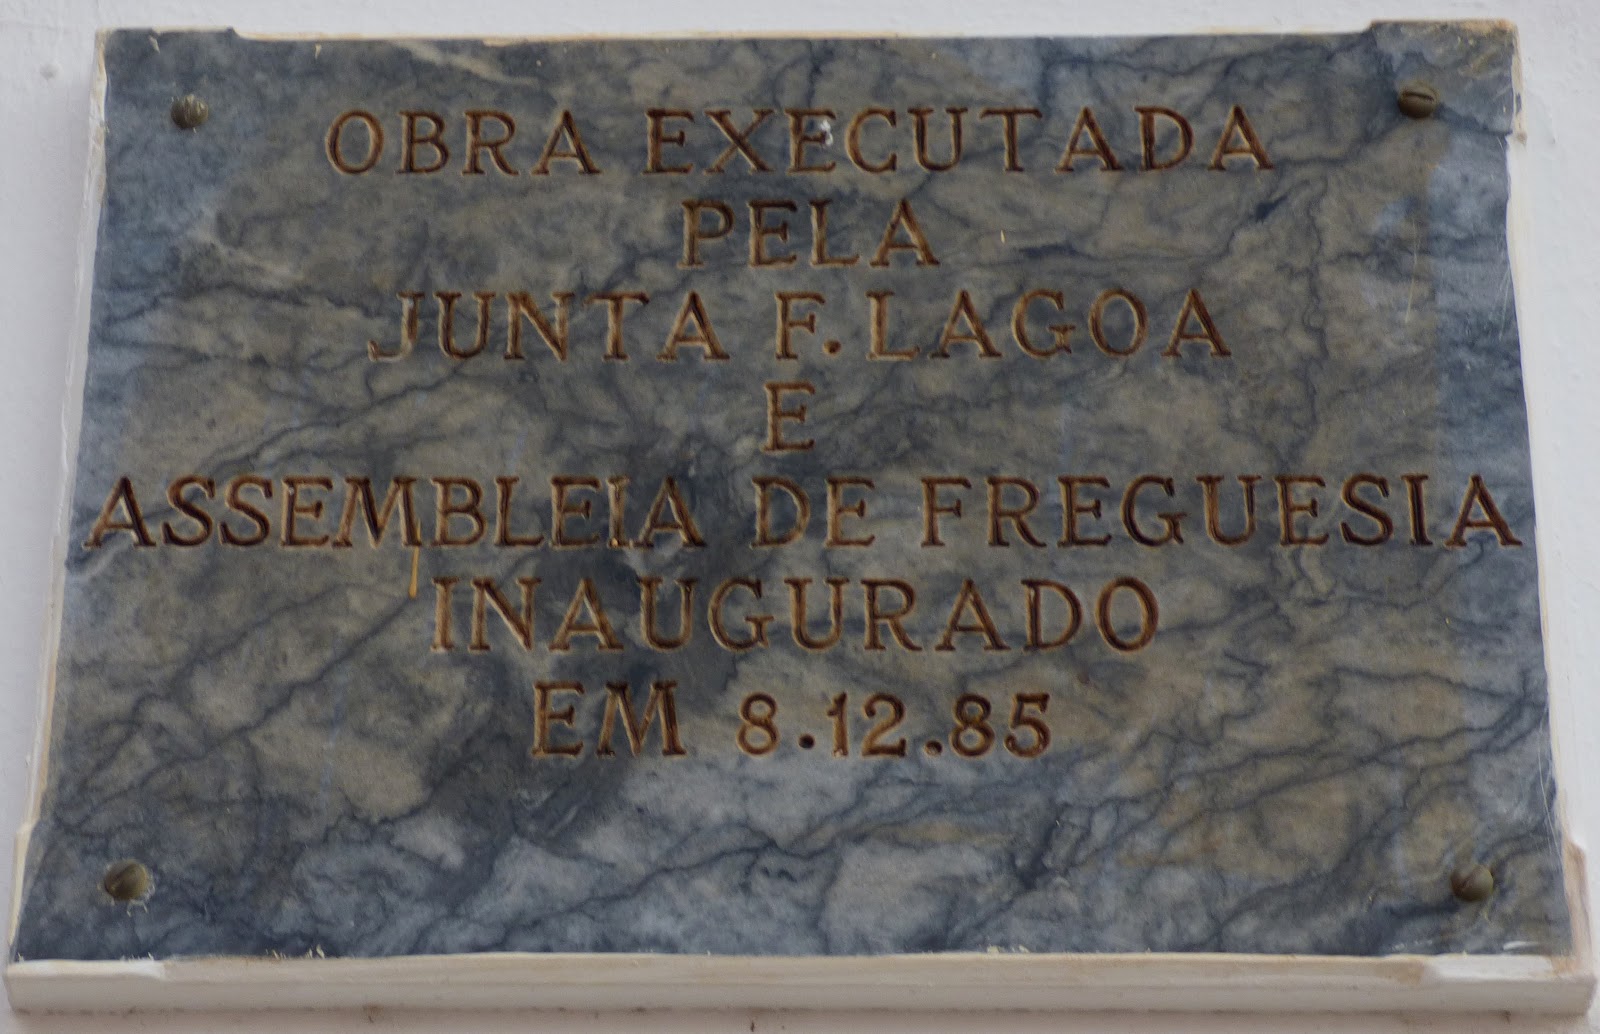 OBRA EXECUTADA
PELA
JUNTA F. LAGOA
E
ASSEMBLEIA DE FREGUESIA
INAUGURADO
EM 8.12.85